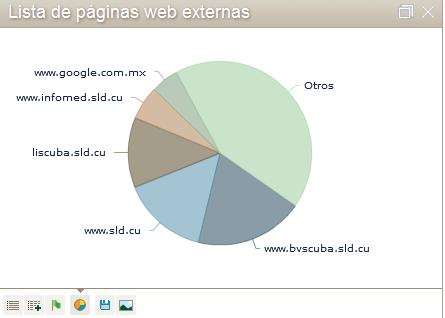 Lista de páginas web externas
www.google.com.mx
Otros
www.infomed.sld.cu
liscuba.sld.cu
www.sld.cu
www.bvscuba.sld.cu